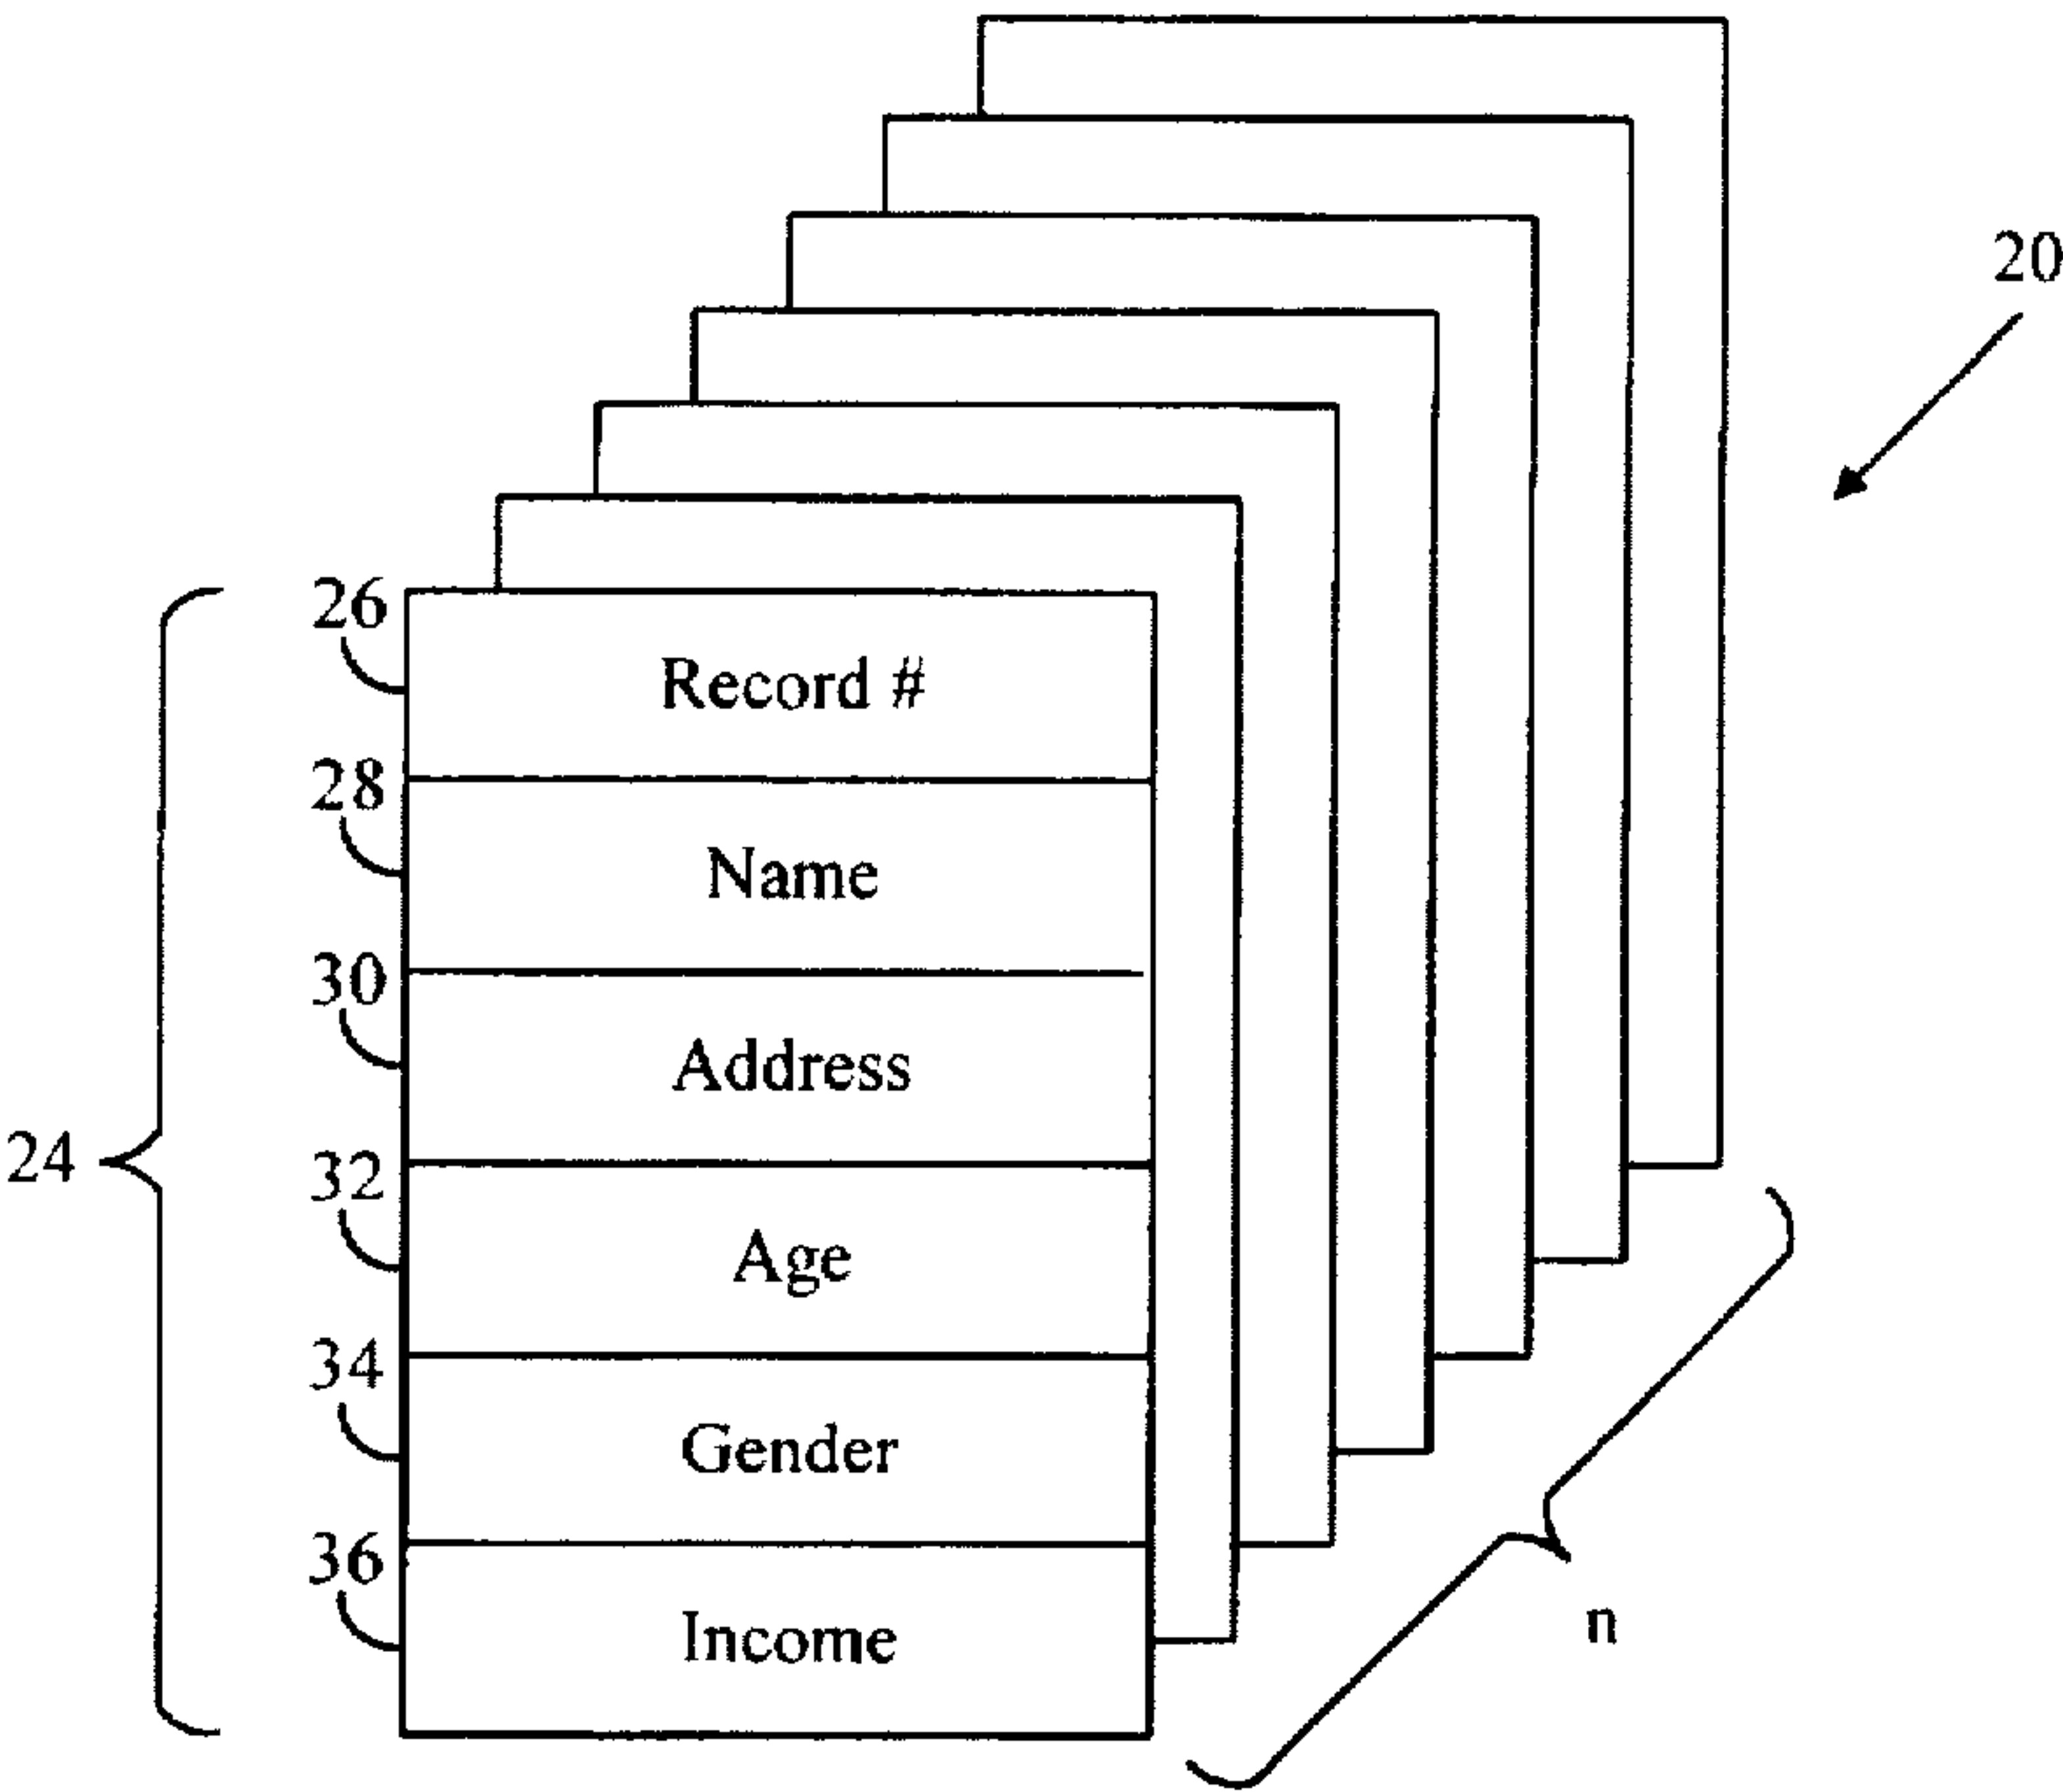 20
26
Record #
28
Name
30
Address
24
32
Age
34
Gender
36
Income
n